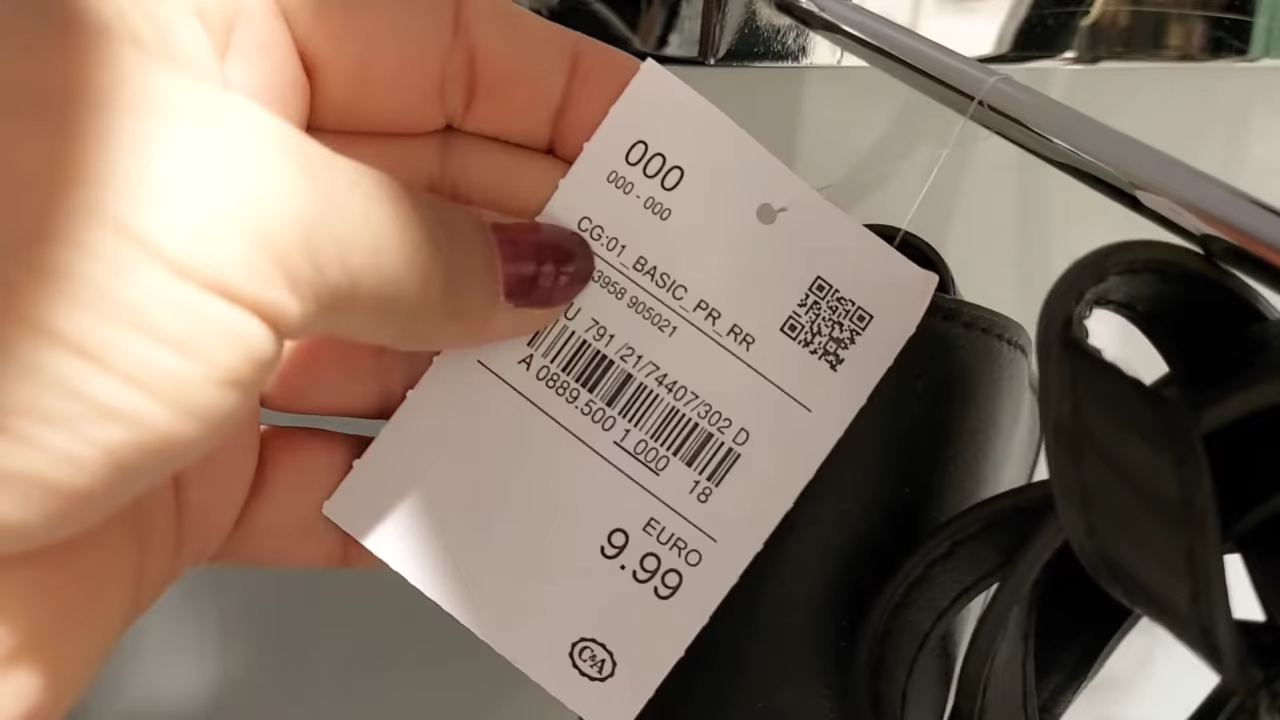 000
000 - 000
CG:01_BASIC_PR_RR
3958 905021
U 791 /21/74407/302 D
A 0889.500 1 000
18
EURO
9.99
C&A